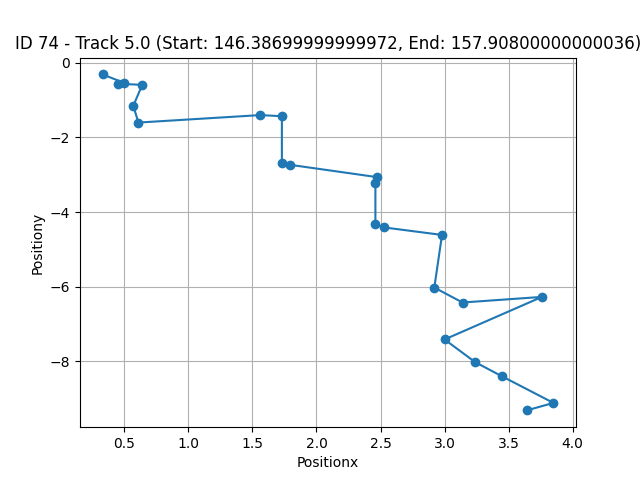 ID 74 - Track 5.0 (Start: 146.38699999999972, End: 157.90800000000036)
0
−2
−4
−6
−8
Positiony
0.5 1.0 1.5 2.0 2.5 3.0 3.5 4.0
Positionx